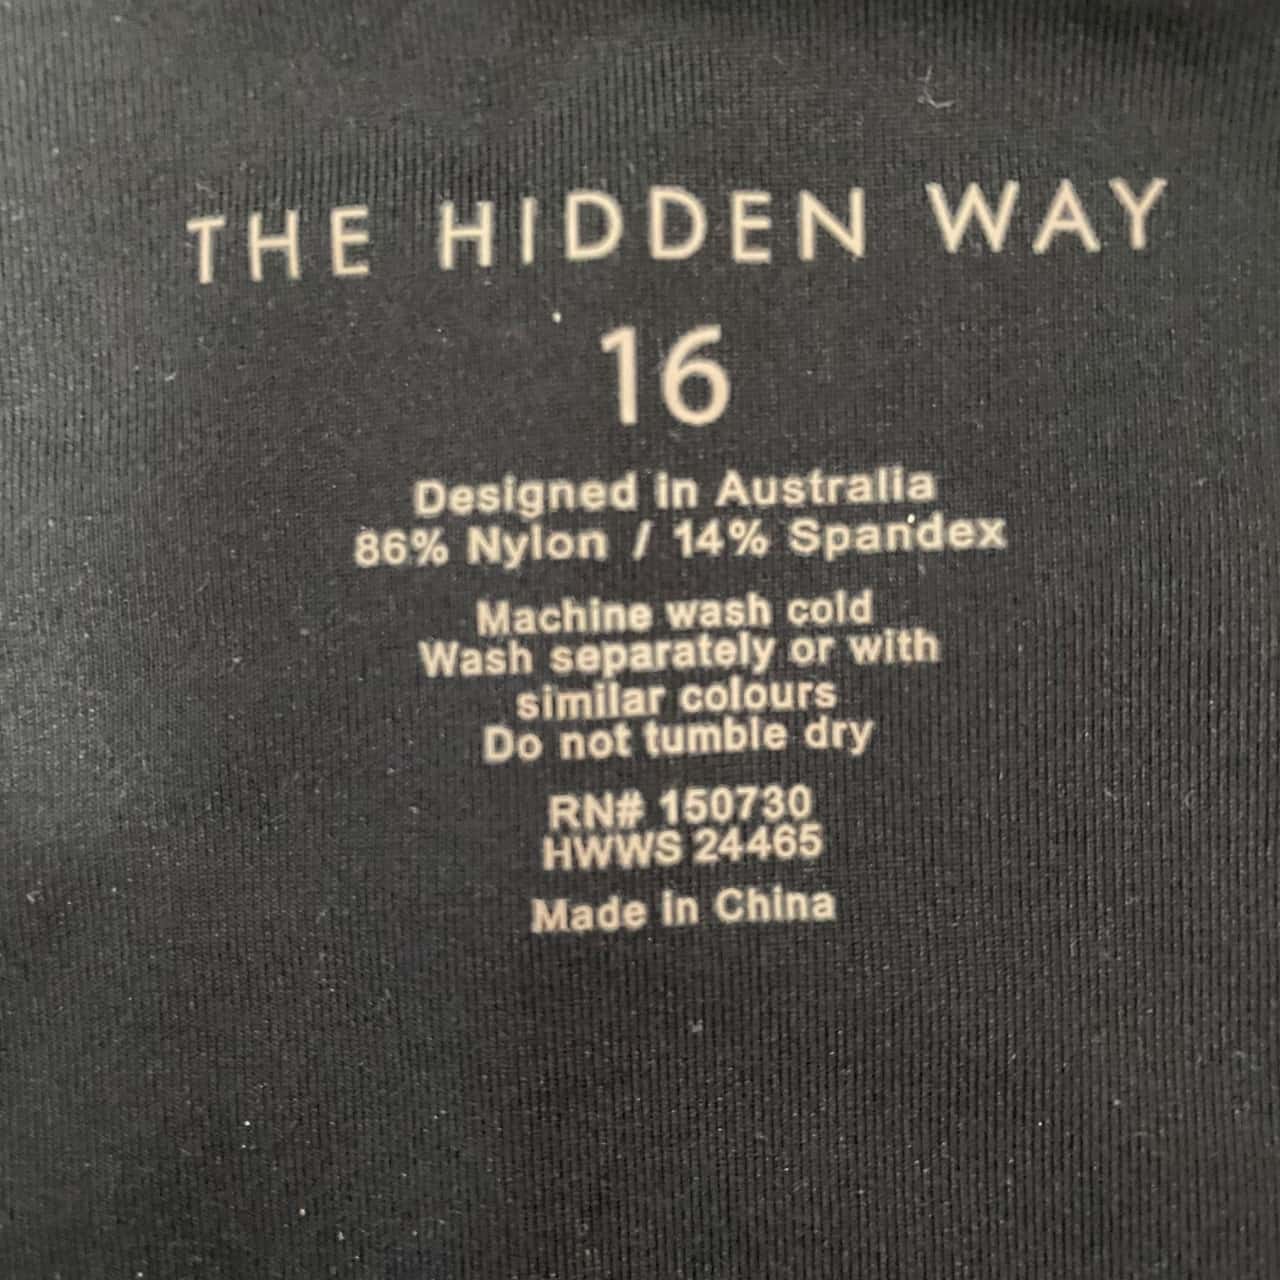 THE HIDDEN WAY
16
Designed in Australia
86% Nylon / 14% Spandex
Machine wash cold
Wash separately or with
similar colours
Do not tumble dry
RN# 150730
HWWS 24465
Made in China